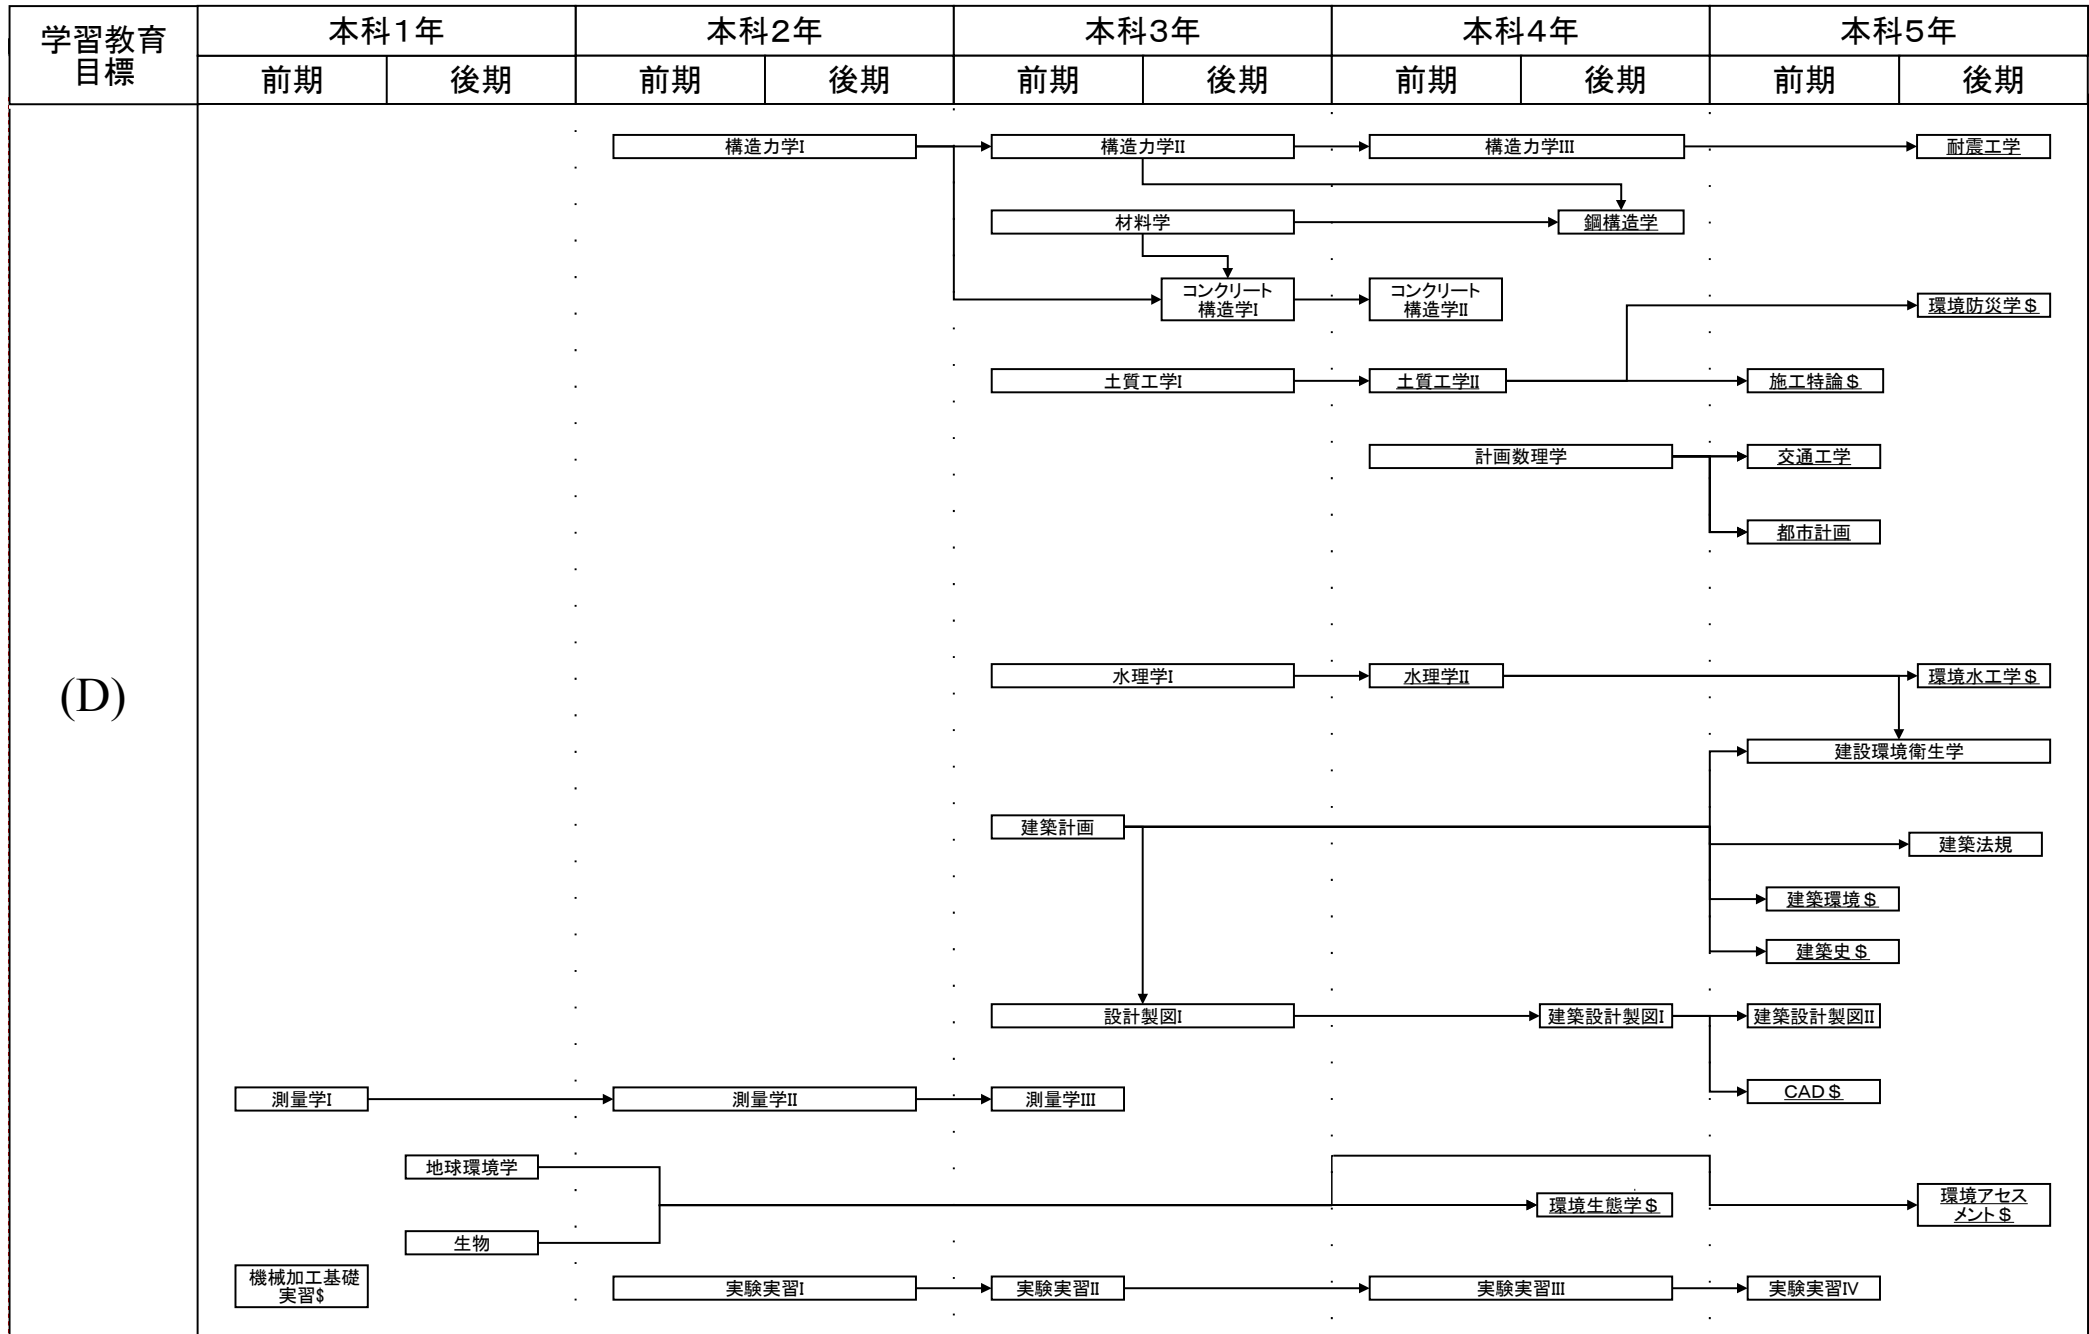 学習教育
目標
本科1年
本科2年
本科3年
本科4年
本科5年
前期
後期
前期
後期
前期
後期
前期
後期
前期
後期
(D)
構造力学I
構造力学II
構造力学III
耐震工学
材料学
鋼構造学
コンクリート
構造学I
コンクリート
構造学II
環境防災学＄
土質工学I
土質工学II
施工特論＄
計画数理学
交通工学
都市計画
水理学I
水理学II
環境水工学＄
建設環境衛生学
建築計画
建築法規
建築環境＄
建築史＄
設計製図I
建築設計製図I
建築設計製図II
測量学I
測量学II
測量学III
CAD＄
地球環境学
環境生態学＄
環境アセス
メント＄
生物
機械加工基礎
実習$
実験実習I
実験実習II
実験実習III
実験実習IV